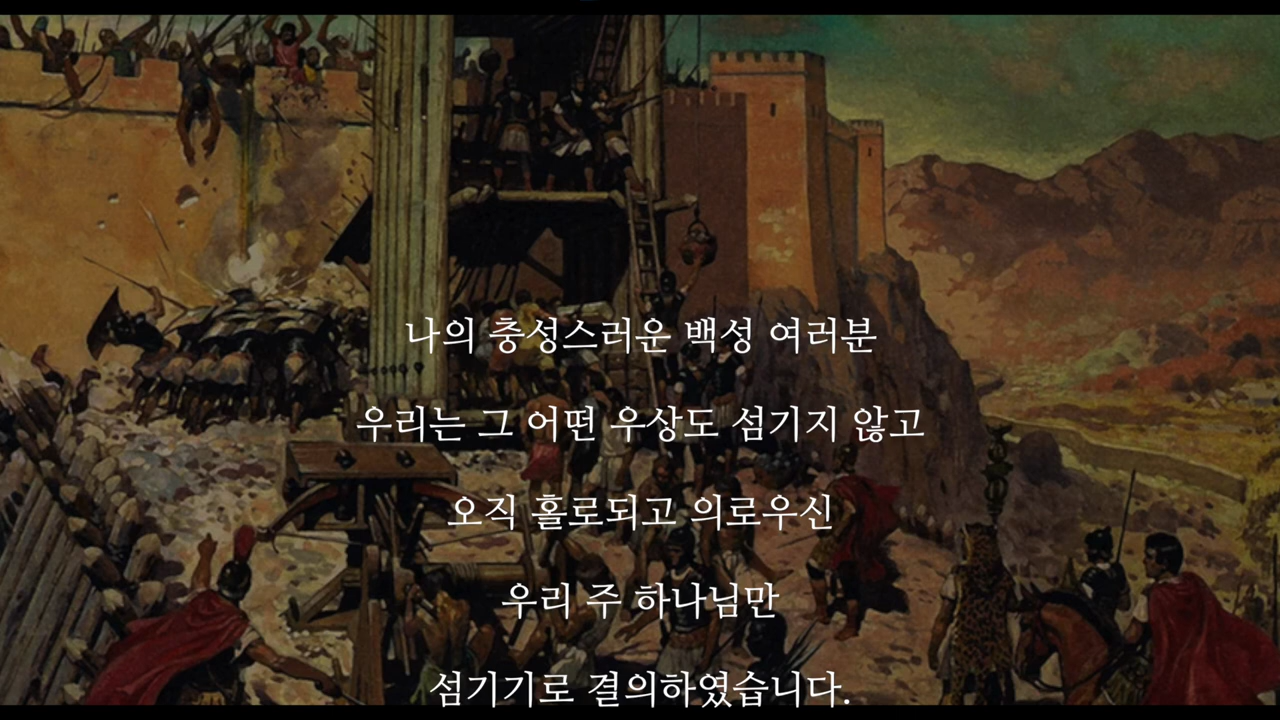 나의 충성스러운 백성 여러분
우리는 그 어떤 우상도 섬기지 않고
오직 홀로되고 의로우신
우리 주 하나님만
섬기기로 결의하였습니다.